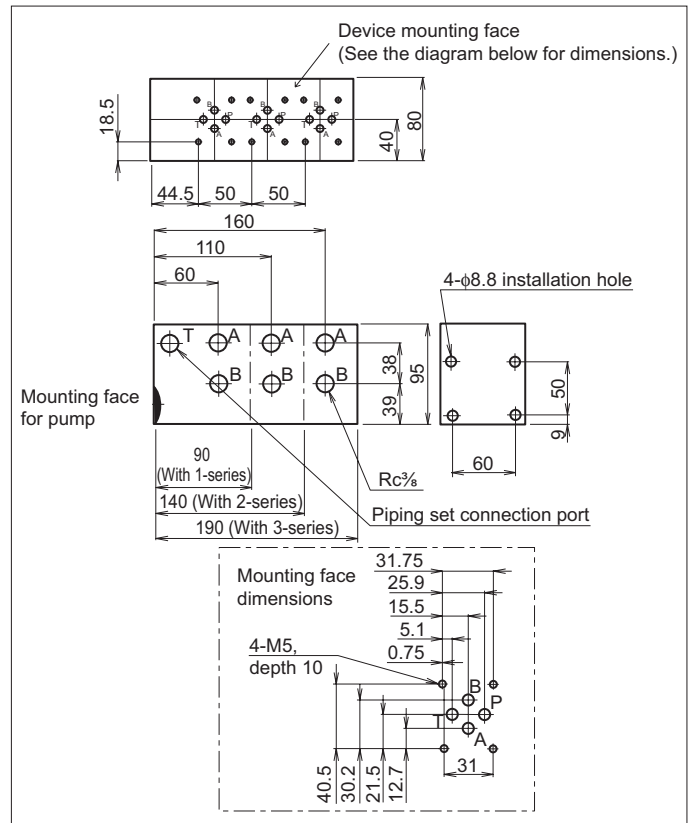 Device mounting face
(See the diagram below for dimensions.)
B B B
T P T P T P
A A A
18.5
40
80
44.5 50 50
160
110
60
4-ϕ8.8 installation hole
T A A A
B B B
38
39
95
50
9
60
Mounting face
for pump
90
(With 1-series)
140 (With 2-series)
190 (With 3-series)
Rc⅜
Piping set connection port
Mounting face
dimensions
31.75
25.9
15.5
5.1
0.75
4-M5,
depth 10
B
T P
A
40.5
30.2
21.5
12.7
31